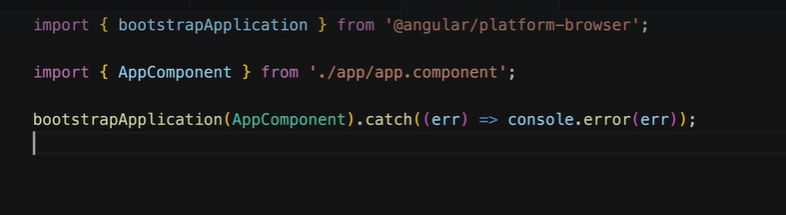 import { bootstrapApplication } from '@angular/platform-browser';
import { AppComponent } from './app/app.component';
bootstrapApplication(AppComponent).catch((err) => console.error(err));